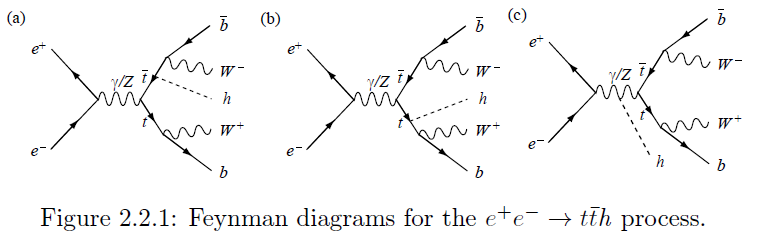 (a)
e⁺
e⁻
γ/Z
t̄
t
b̄
W⁻
h
W⁺
b
(b)
e⁺
e⁻
γ/Z
t̄
t
b̄
W⁻
h
W⁺
b
(c)
e⁺
e⁻
γ/Z
t̄
t
b̄
W⁻
W⁺
h
b
Figure 2.2.1: Feynman diagrams for the e⁺e⁻ → tt̄h process.